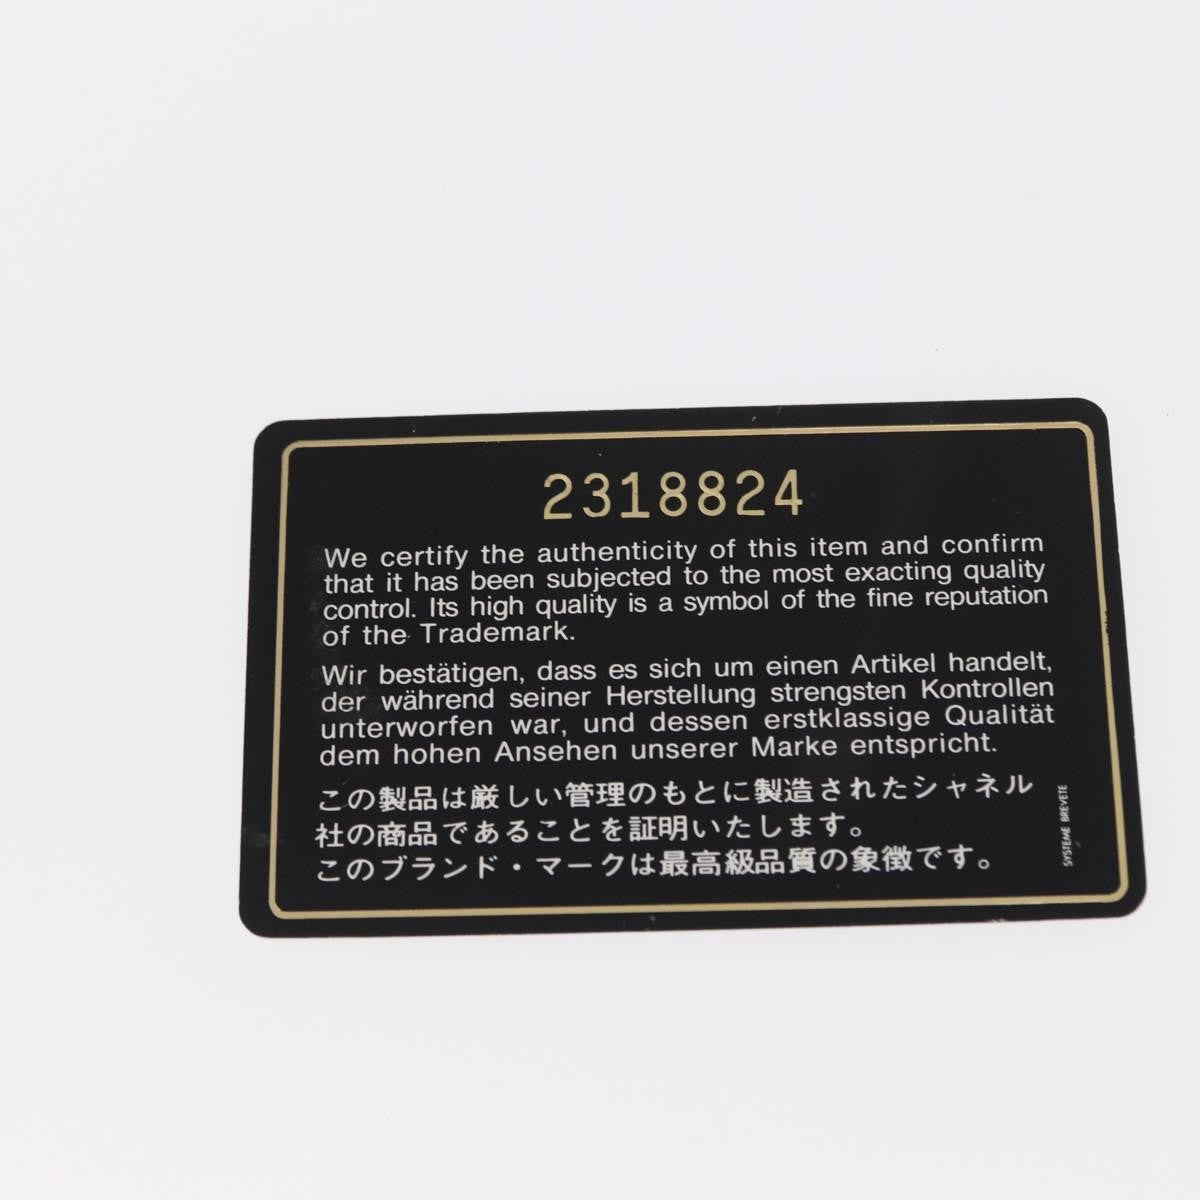 2318824
We certify the authenticity of this item and confirm
that it has been subjected to the most exacting quality
control. Its high quality is a symbol of the fine reputation
of the Trademark.
Wir bestätigen, dass es sich um einen Artikel handelt,
der während seiner Herstellung strengsten Kontrollen
unterworfen war, und dessen erstklassige Qualität
dem hohen Ansehen unserer Marke entspricht.
この製品は厳しい管理のもとに製造されたシャネル
社の商品であることを証明いたします。
このブランド・マークは最高級品質の象徴です。
SYSTEME BREVETE